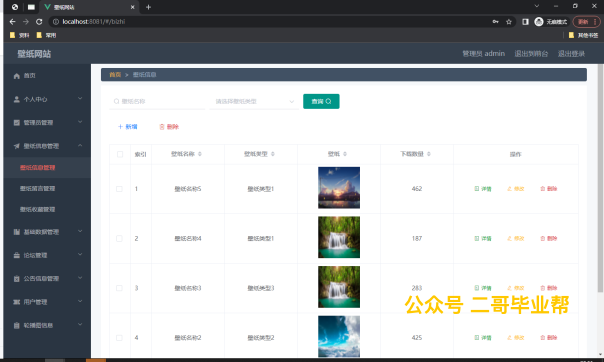 壁纸网站
localhost:8081/#/bizhi
无痕模式
更新
资料 常用 其他书签
壁纸网站 管理员 admin 退出到前台 退出登录
首页
个人中心
管理员管理
壁纸信息管理
壁纸信息管理
壁纸留言管理
壁纸收藏管理
基础数据管理
论坛管理
公告信息管理
用户管理
轮播图信息
首页 > 壁纸信息
壁纸名称 请选择壁纸类型 查询
新增 删除
索引 壁纸名称 壁纸类型 壁纸 下载数量 操作
1 壁纸名称5 壁纸类型1 462 详情 修改 删除
2 壁纸名称4 壁纸类型1 187 详情 修改 删除
3 壁纸名称3 壁纸类型1 283 详情 修改 删除
公众号 二哥毕业帮
4 壁纸名称2 壁纸类型2 425 详情 修改 删除